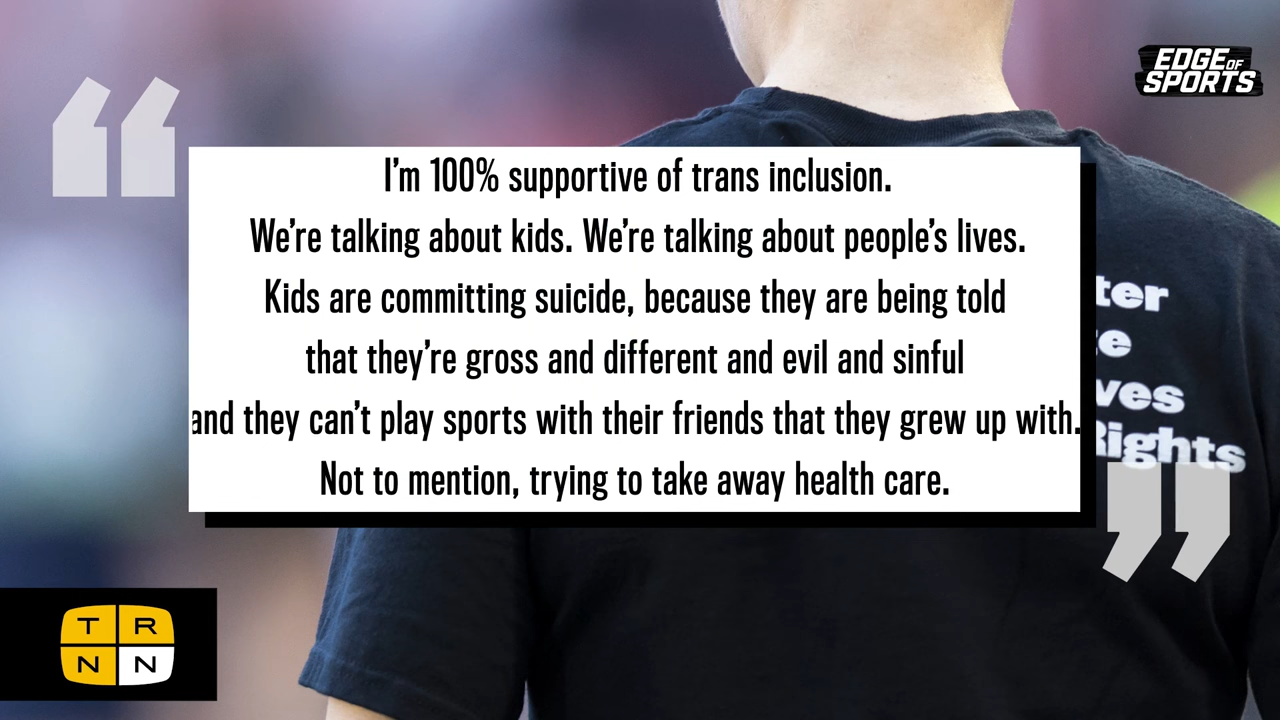 EDGE OF
SPORTS
“
I’m 100% supportive of trans inclusion.
We’re talking about kids. We’re talking about people’s lives.
Kids are committing suicide, because they are being told
that they’re gross and different and evil and sinful
and they can’t play sports with their friends that they grew up with.
Not to mention, trying to take away health care.
”
ter
ves
Rights
T R
N N